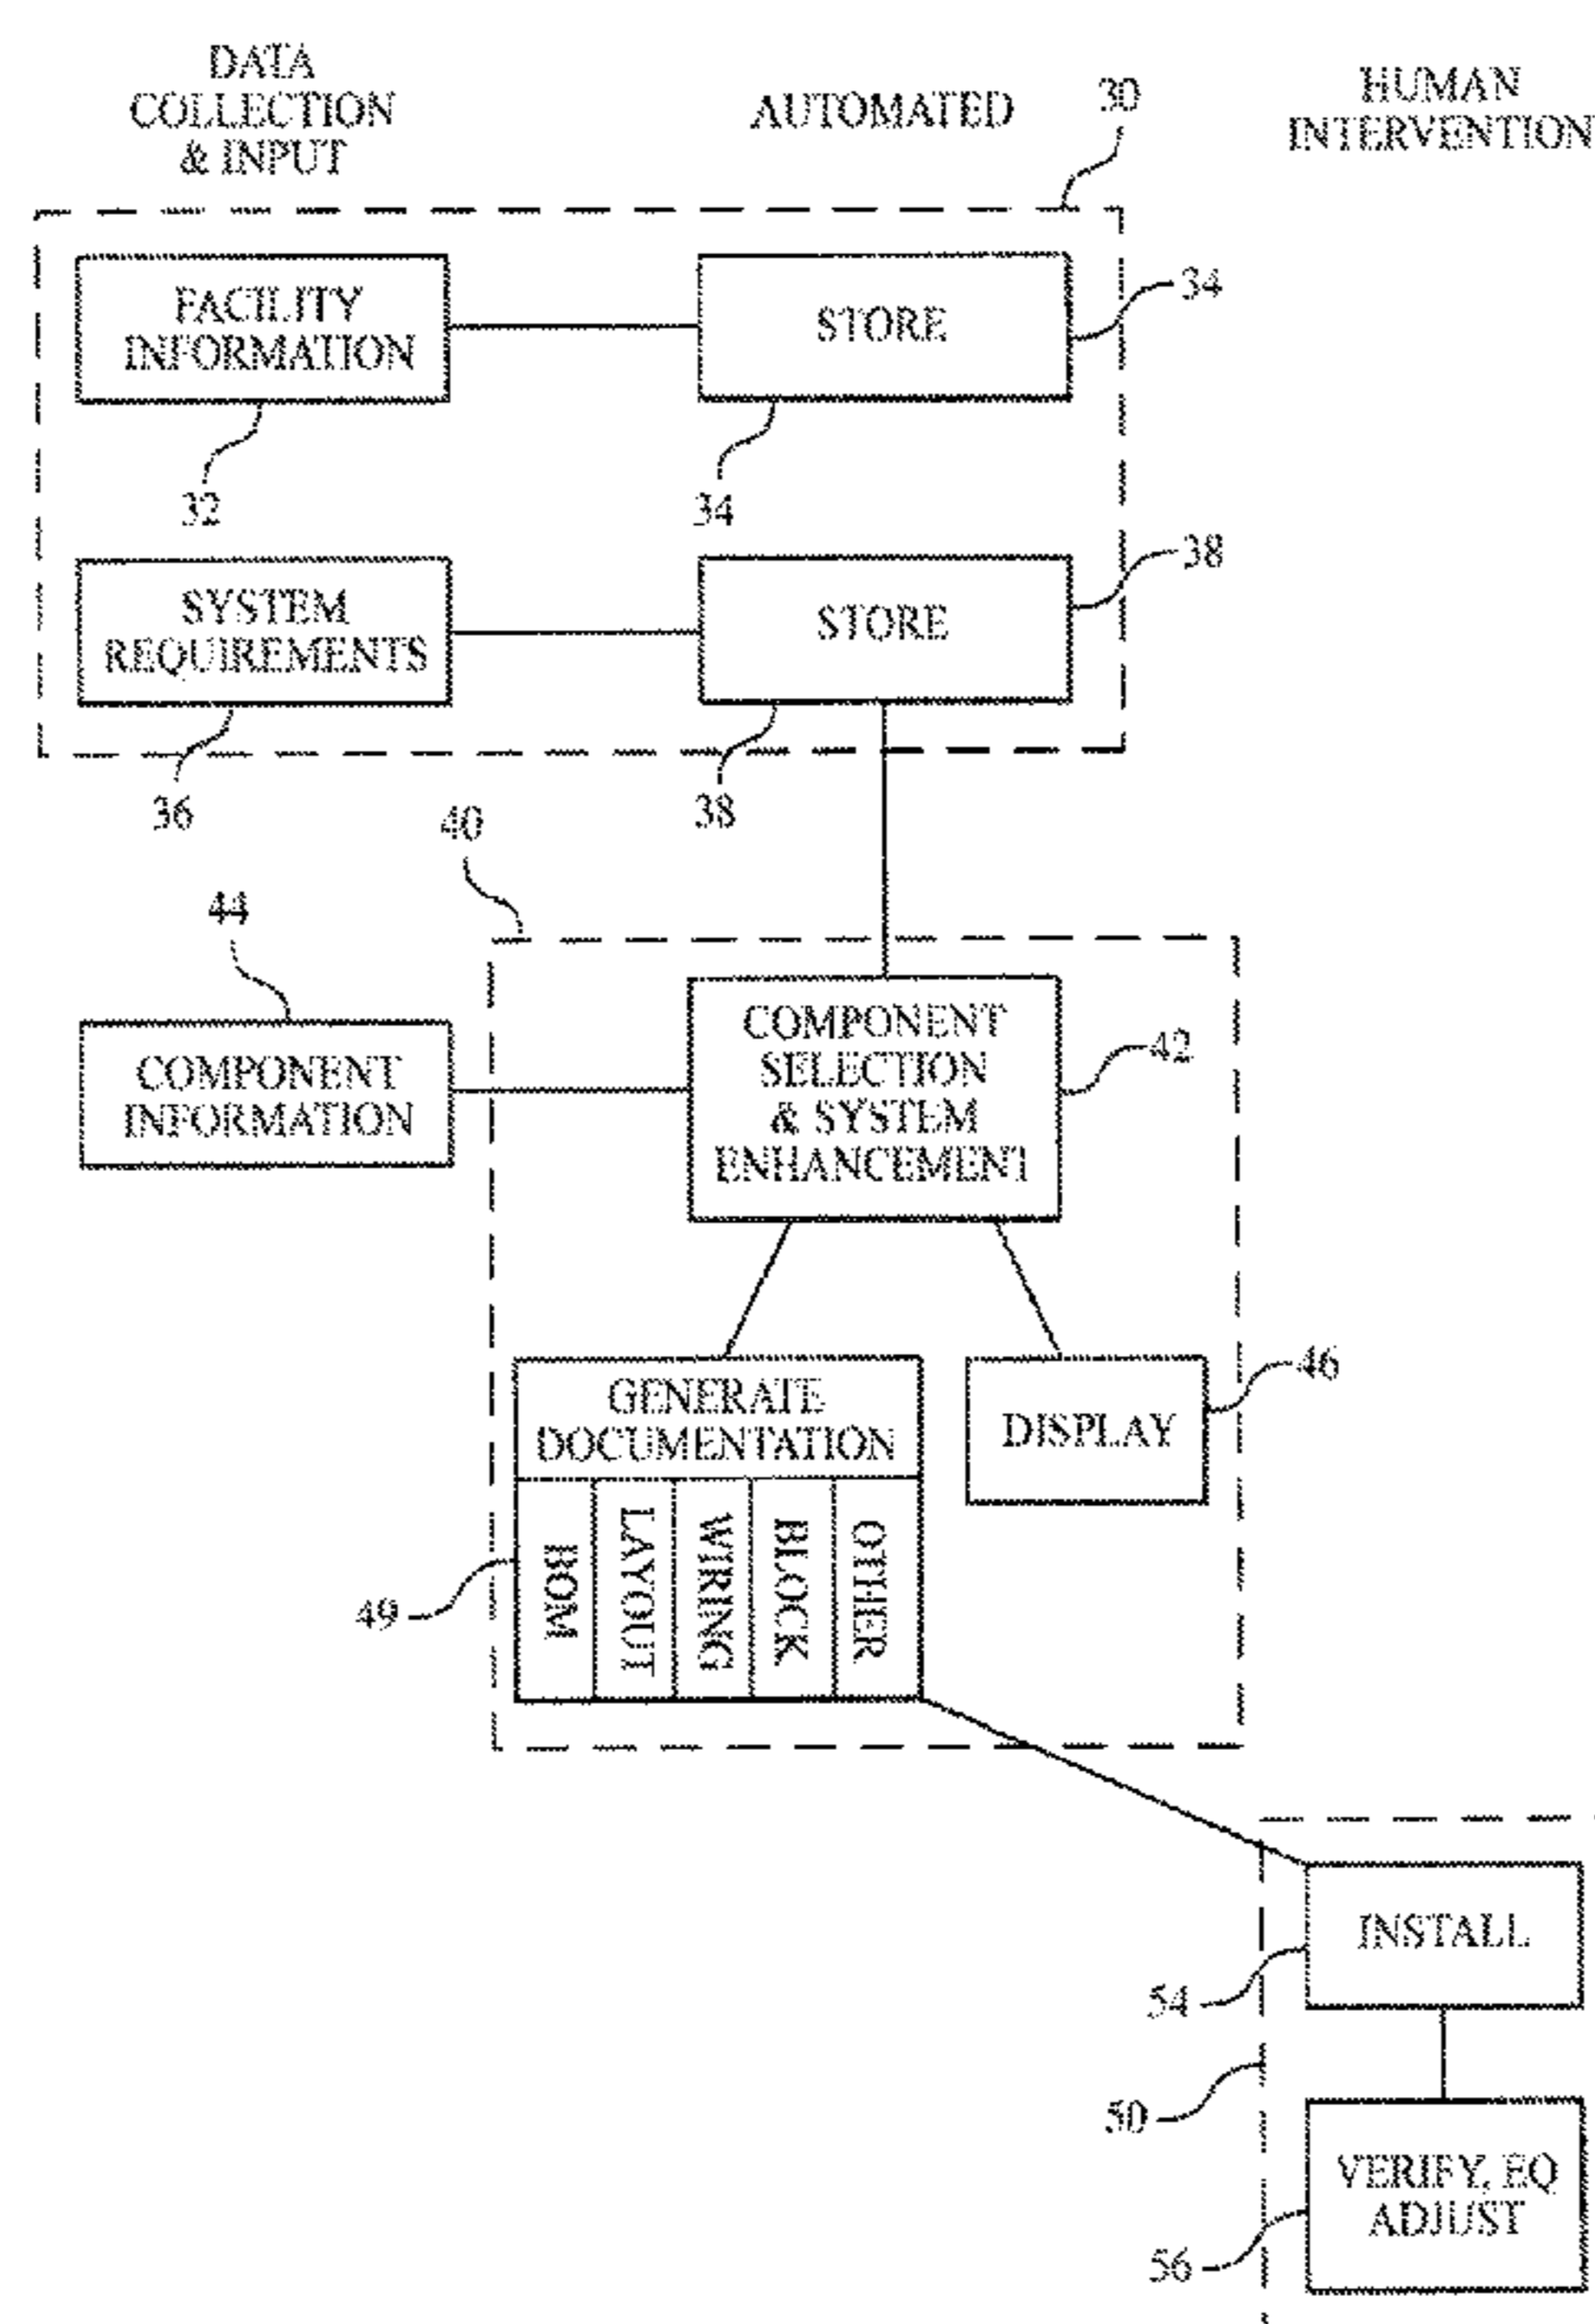 DATA
COLLECTION
& INPUT
AUTOMATED
30
HUMAN
INTERVENTION
FACILITY
INFORMATION
STORE
34
32
34
SYSTEM
REQUIREMENTS
STORE
38
36
38
40
44
COMPONENT
INFORMATION
COMPONENT
SELECTION
& SYSTEM
ENHANCEMENT
42
GENERATE
DOCUMENTATION
DISPLAY
46
BOM
LAYOUT
WIRING
BLOCK
OTHER
49
INSTALL
54
50
VERIFY, EQ
ADJUST
56